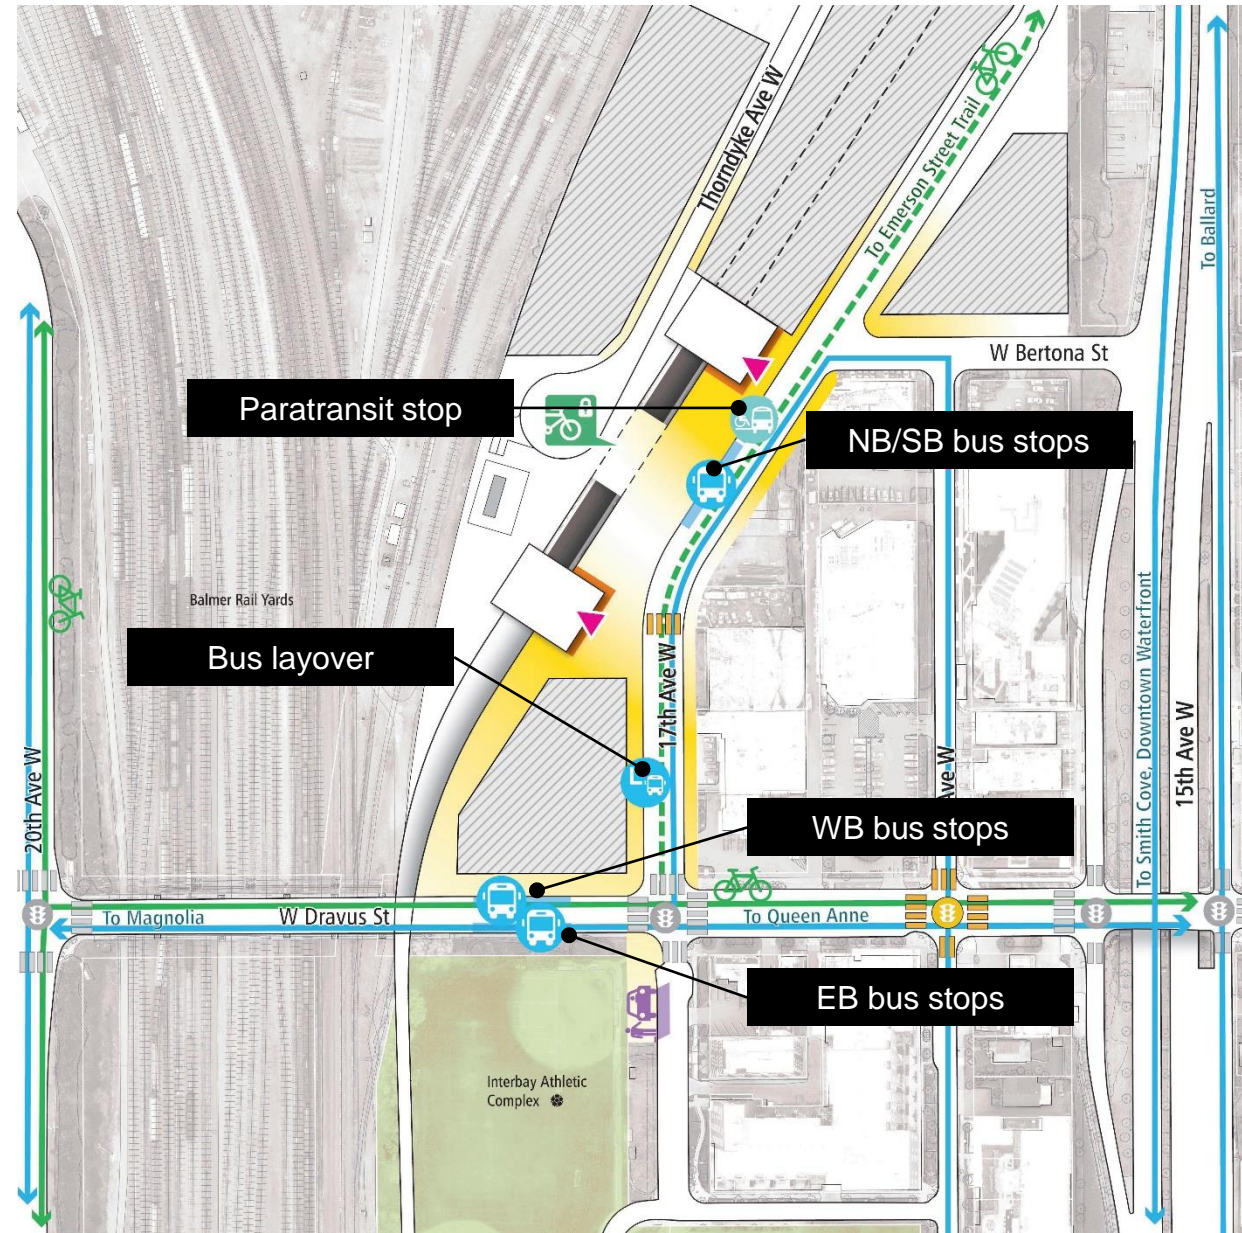 Thorndyke Ave W
To Emerson Street Trail
To Ballard
W Bertona St
Paratransit stop
NB/SB bus stops
Balmer Rail Yards
Bus layover
17th Ave W
20th Ave W
Ave W
To Smith Cove, Downtown Waterfront
15th Ave W
WB bus stops
To Magnolia
W Dravus St
To Queen Anne
EB bus stops
Interbay Athletic
Complex